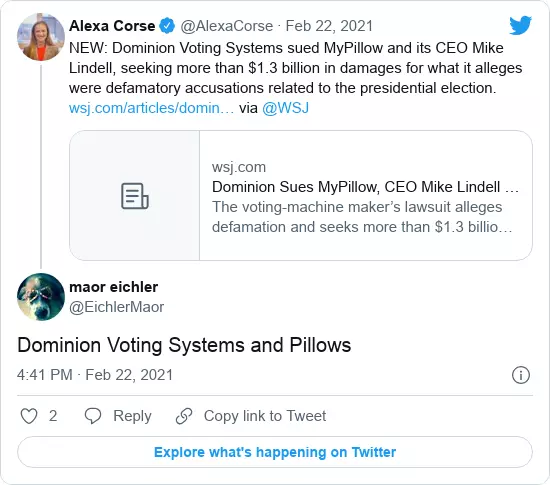 Alexa Corse @AlexaCorse · Feb 22, 2021
NEW: Dominion Voting Systems sued MyPillow and its CEO Mike
Lindell, seeking more than $1.3 billion in damages for what it alleges
were defamatory accusations related to the presidential election.
wsj.com/articles/domin… via @WSJ
wsj.com
Dominion Sues MyPillow, CEO Mike Lindell …
The voting-machine maker's lawsuit alleges
defamation and seeks more than $1.3 billio…
maor eichler
@EichlerMaor
Dominion Voting Systems and Pillows
4:41 PM · Feb 22, 2021
2 Reply Copy link to Tweet
Explore what's happening on Twitter